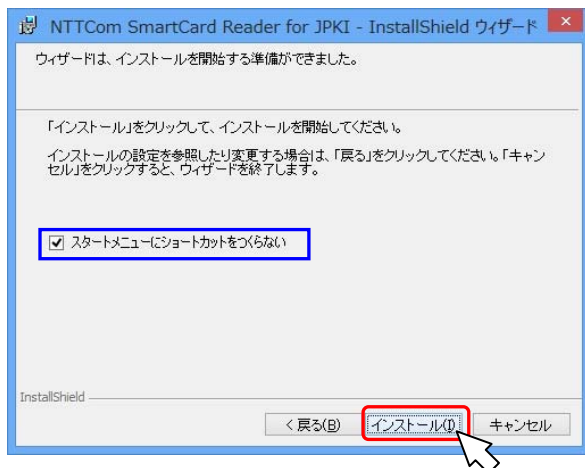 NTTCom SmartCard Reader for JPKI - InstallShield ウィザード
ウィザードは、インストールを開始する準備ができました。
「インストール」をクリックして、インストールを開始してください。
インストールの設定を参照したり変更する場合は、「戻る」をクリックしてください。「キャン
セル」をクリックすると、ウィザードを終了します。
スタートメニューにショートカットをつくらない
InstallShield
< 戻る(B) インストール(I) キャンセル